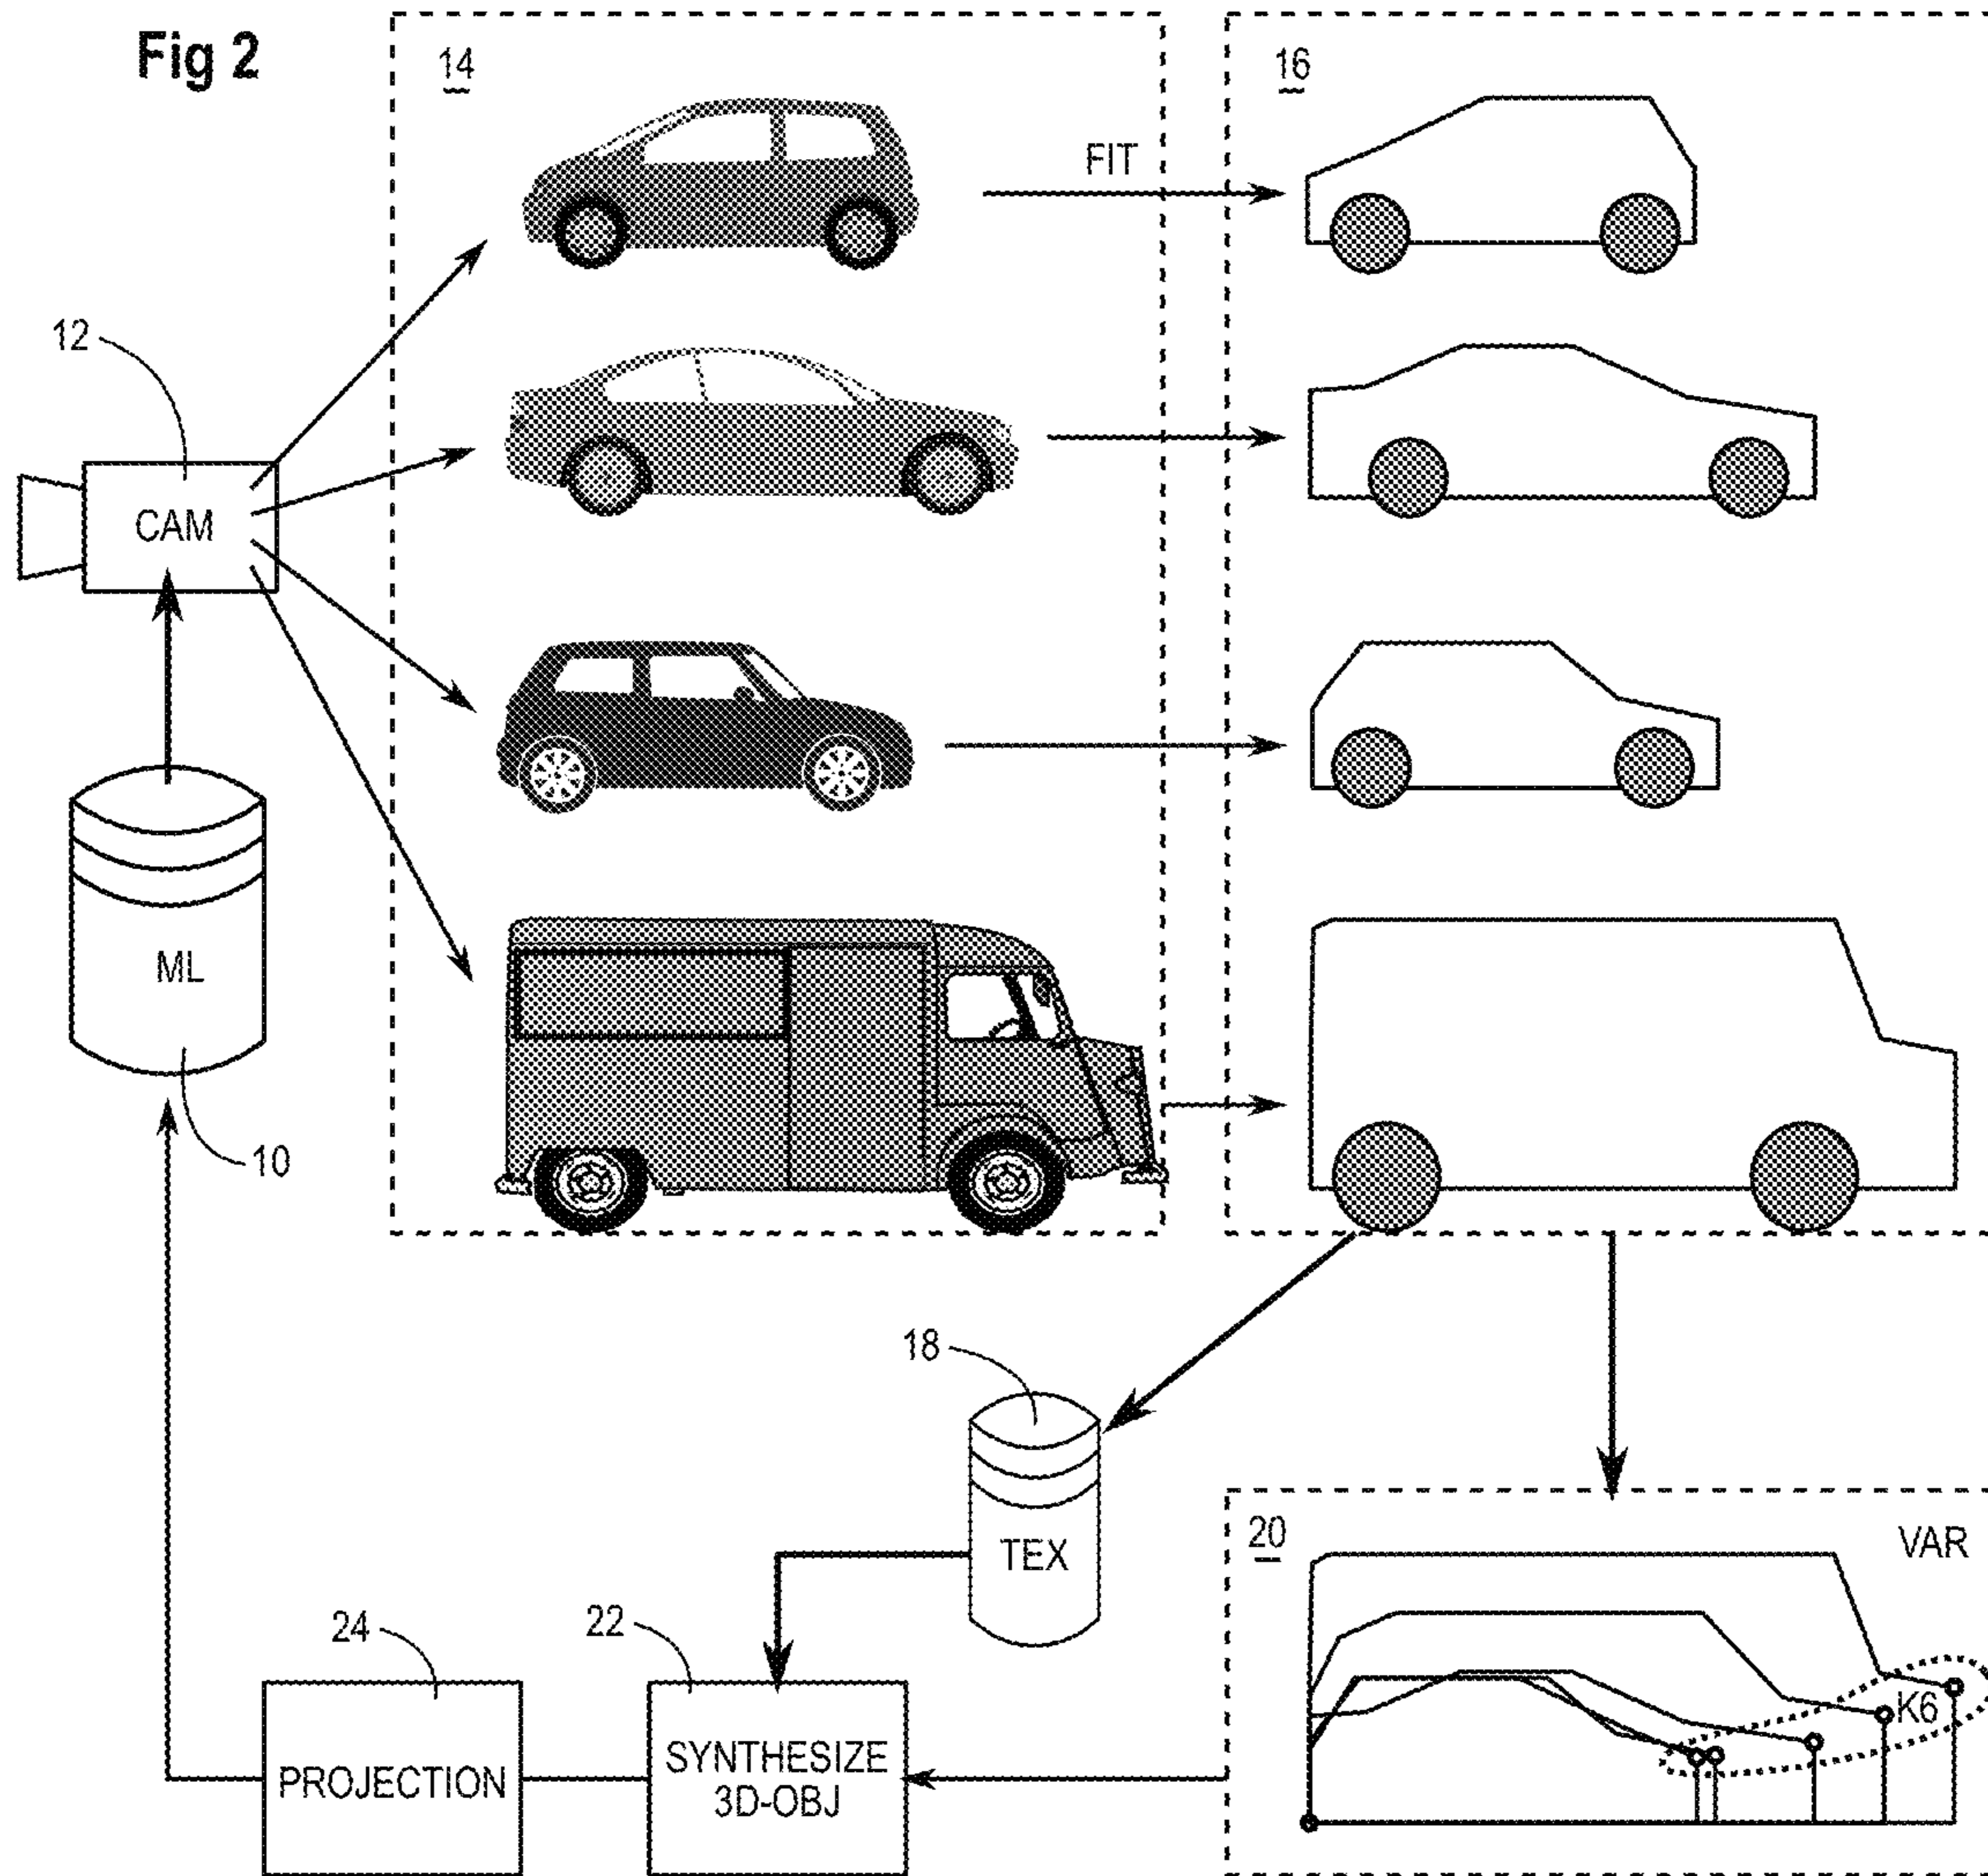 Fig 2
14
16
FIT
12
CAM
ML
10
18
TEX
20
VAR
K6
24
22
PROJECTION
SYNTHESIZE
3D-OBJ